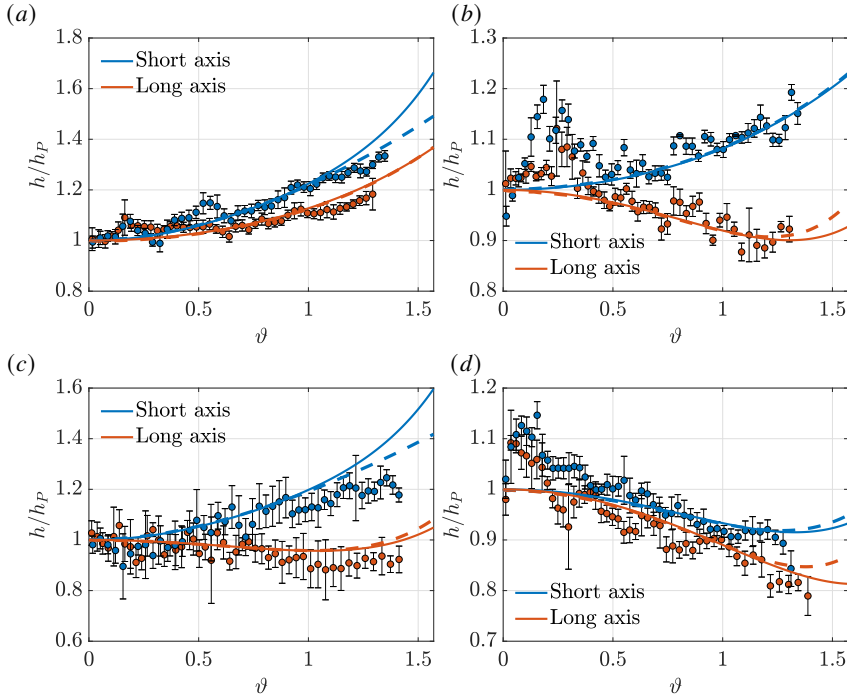 (a)
1.8
1.6
1.4
1.2
1.0
0.8
h/h_P
Short axis
Long axis
0 0.5 1 1.5
ϑ
(b)
1.3
1.2
1.1
1.0
0.9
0.8
h/h_P
Short axis
Long axis
0 0.5 1 1.5
ϑ
(c)
1.6
1.4
1.2
1.0
0.8
0.6
h/h_P
Short axis
Long axis
0 0.5 1 1.5
ϑ
(d)
1.2
1.1
1.0
0.9
0.8
0.7
h/h_P
Short axis
Long axis
0 0.5 1 1.5
ϑ